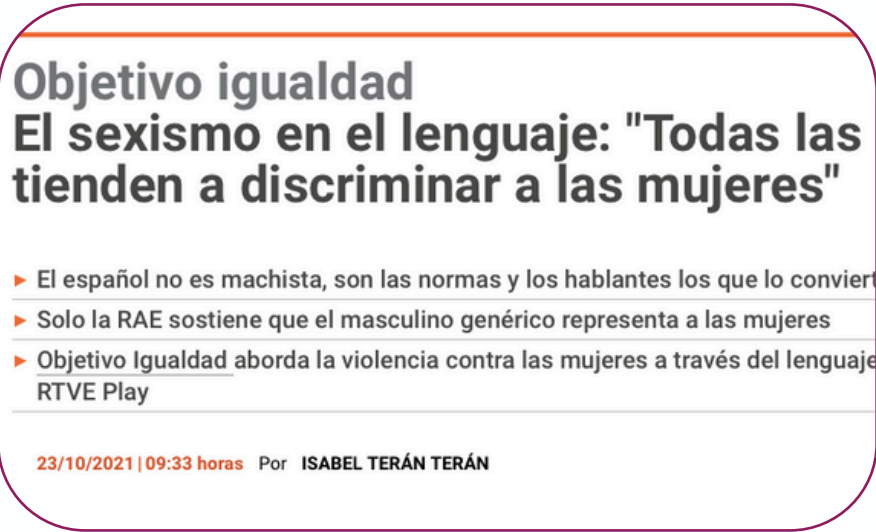 Objetivo igualdad
El sexismo en el lenguaje: "Todas las
tienden a discriminar a las mujeres"
► El español no es machista, son las normas y los hablantes los que lo conviert
► Solo la RAE sostiene que el masculino genérico representa a las mujeres
► Objetivo Igualdad aborda la violencia contra las mujeres a través del lenguaje
RTVE Play
23/10/2021 | 09:33 horas Por ISABEL TERÁN TERÁN